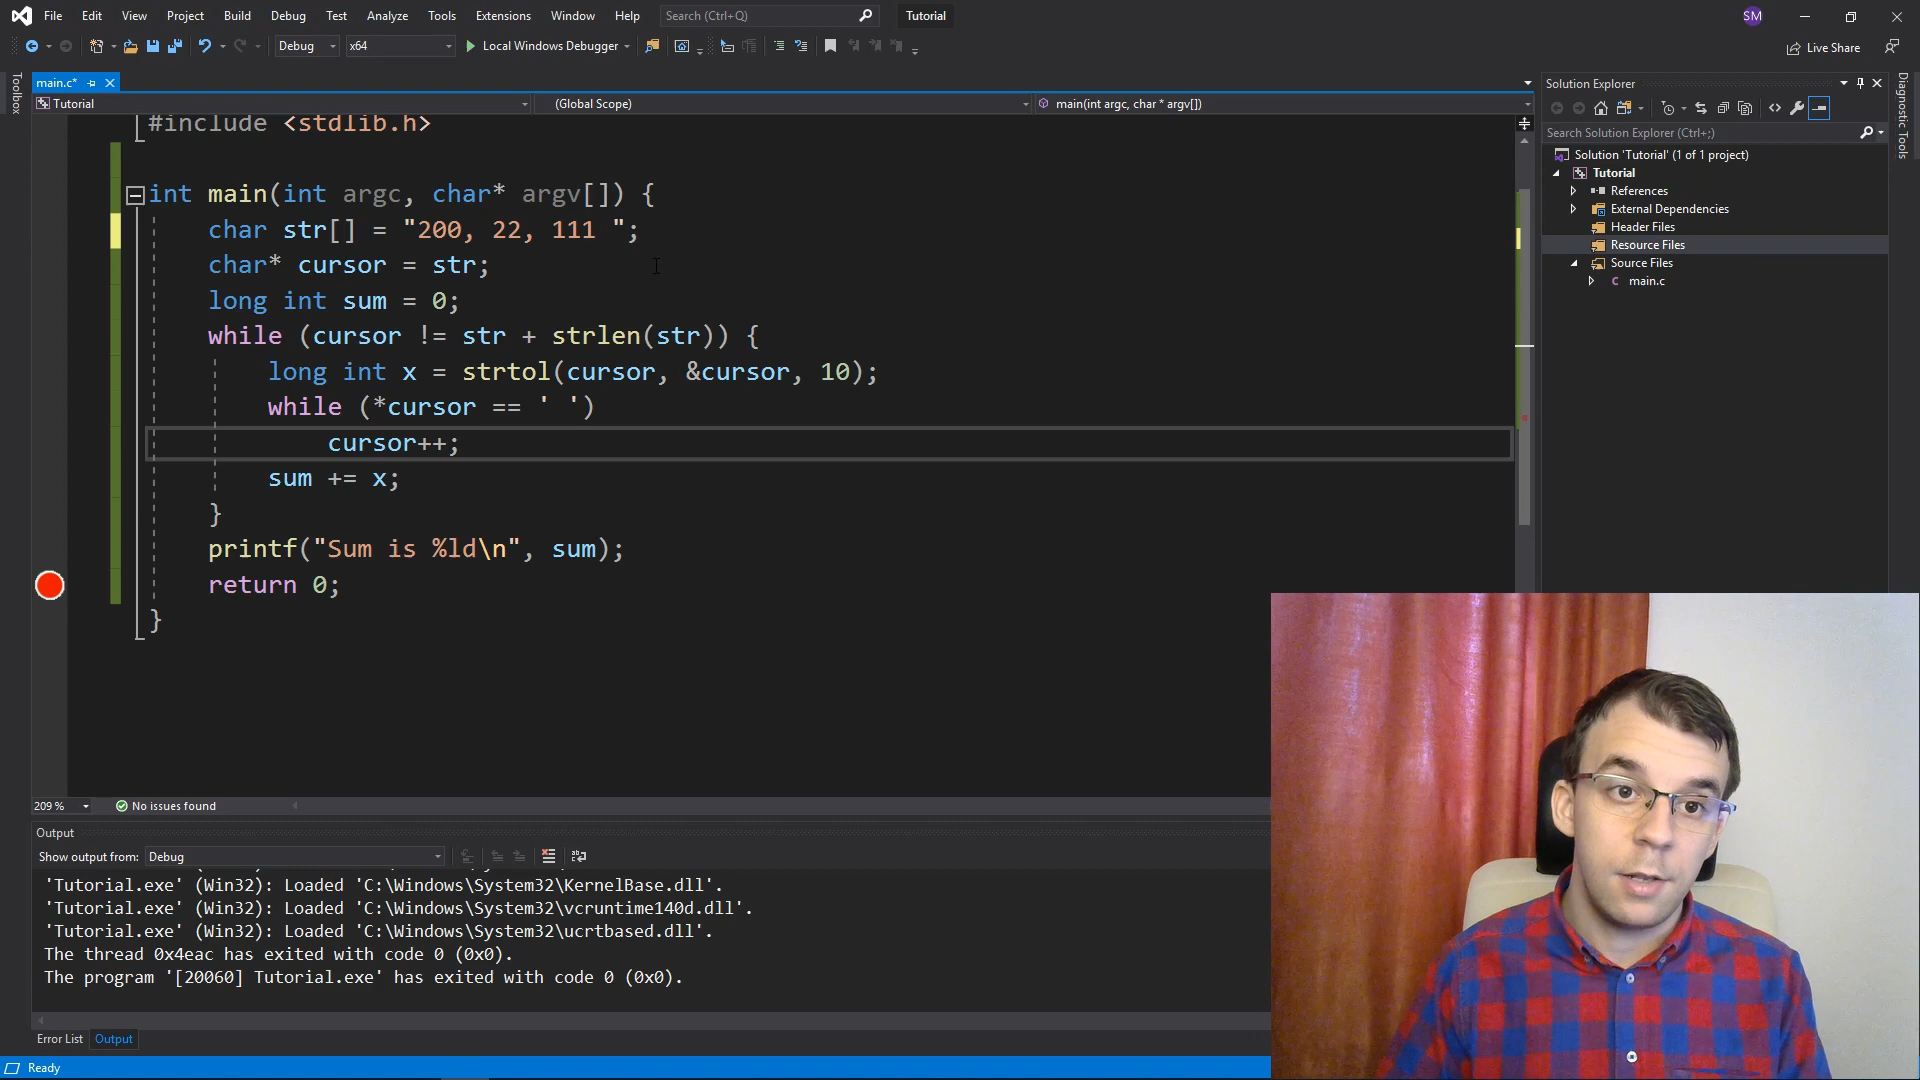 File Edit View Project Build Debug Test Analyze Tools Extensions Window Help Search (Ctrl+Q) Tutorial SM
Debug x64 Local Windows Debugger Live Share
Toolbox
main.c*
Tutorial (Global Scope) main(int argc, char * argv[])
#include <stdlib.h>
int main(int argc, char* argv[]) {
char str[] = "200, 22, 111 ";
char* cursor = str;
long int sum = 0;
while (cursor != str + strlen(str)) {
long int x = strtol(cursor, &cursor, 10);
while (*cursor == ' ')
cursor++;
sum += x;
}
printf("Sum is %ld\n", sum);
return 0;
}
209 % No issues found
Output
Show output from: Debug
'Tutorial.exe' (Win32): Loaded 'C:\Windows\System32\KernelBase.dll'.
'Tutorial.exe' (Win32): Loaded 'C:\Windows\System32\vcruntime140d.dll'.
'Tutorial.exe' (Win32): Loaded 'C:\Windows\System32\ucrtbased.dll'.
The thread 0x4eac has exited with code 0 (0x0).
The program '[20060] Tutorial.exe' has exited with code 0 (0x0).
Error List Output
Ready
Solution Explorer
Search Solution Explorer (Ctrl+;)
Solution 'Tutorial' (1 of 1 project)
Tutorial
References
External Dependencies
Header Files
Resource Files
Source Files
C main.c
Diagnostic Tools